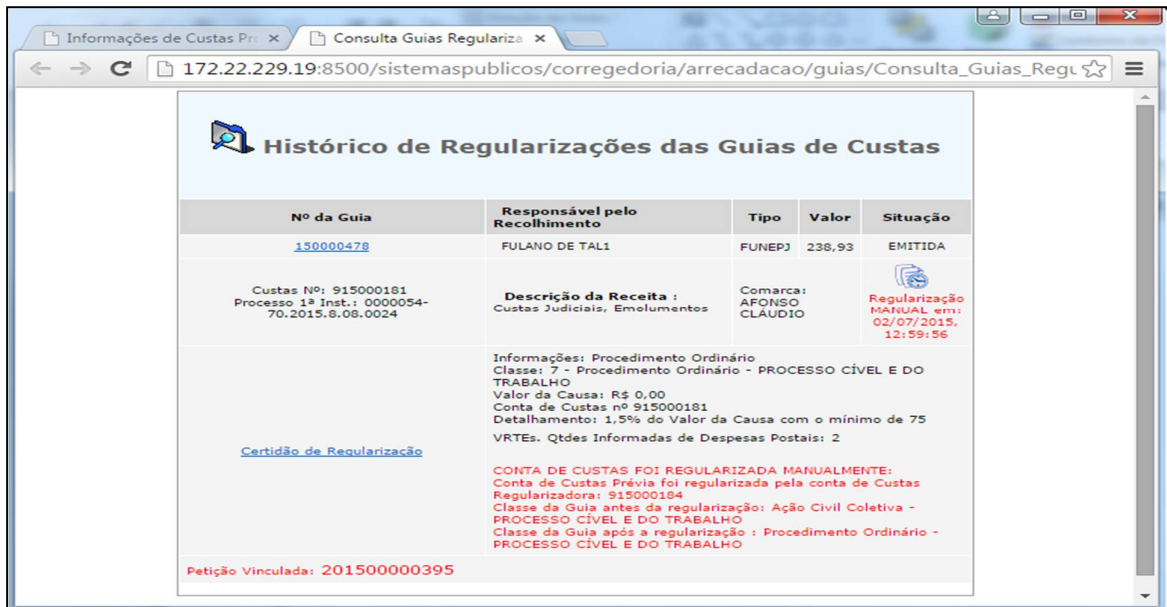 Informações de Custas Pro
Consulta Guias Regulariza
172.22.229.19:8500/sistemaspublicos/corregedoria/arrecadacao/guias/Consulta_Guias_Regu
Histórico de Regularizações das Guias de Custas
Nº da Guia
Responsável pelo
Recolhimento
Tipo
Valor
Situação
150000478
FULANO DE TAL1
FUNEPJ
238,93
EMITIDA
Custas Nº: 915000181
Processo 1ª Inst.: 0000054-
70.2015.8.08.0024
Descrição da Receita :
Custas Judiciais, Emolumentos
Comarca:
AFONSO
CLÁUDIO
Regularização
MANUAL em:
02/07/2015,
12:59:56
Certidão de Regularização
Informações: Procedimento Ordinário
Classe: 7 - Procedimento Ordinário - PROCESSO CÍVEL E DO
TRABALHO
Valor da Causa: R$ 0,00
Conta de Custas nº 915000181
Detalhamento: 1,5% do Valor da Causa com o mínimo de 75
VRTEs. Qtdes Informadas de Despesas Postais: 2
CONTA DE CUSTAS FOI REGULARIZADA MANUALMENTE:
Conta de Custas Prévia foi regularizada pela conta de Custas
Regularizadora: 915000184
Classe da Guia antes da regularização: Ação Civil Coletiva -
PROCESSO CÍVEL E DO TRABALHO
Classe da Guia após a regularização : Procedimento Ordinário -
PROCESSO CÍVEL E DO TRABALHO
Petição Vinculada: 201500000395